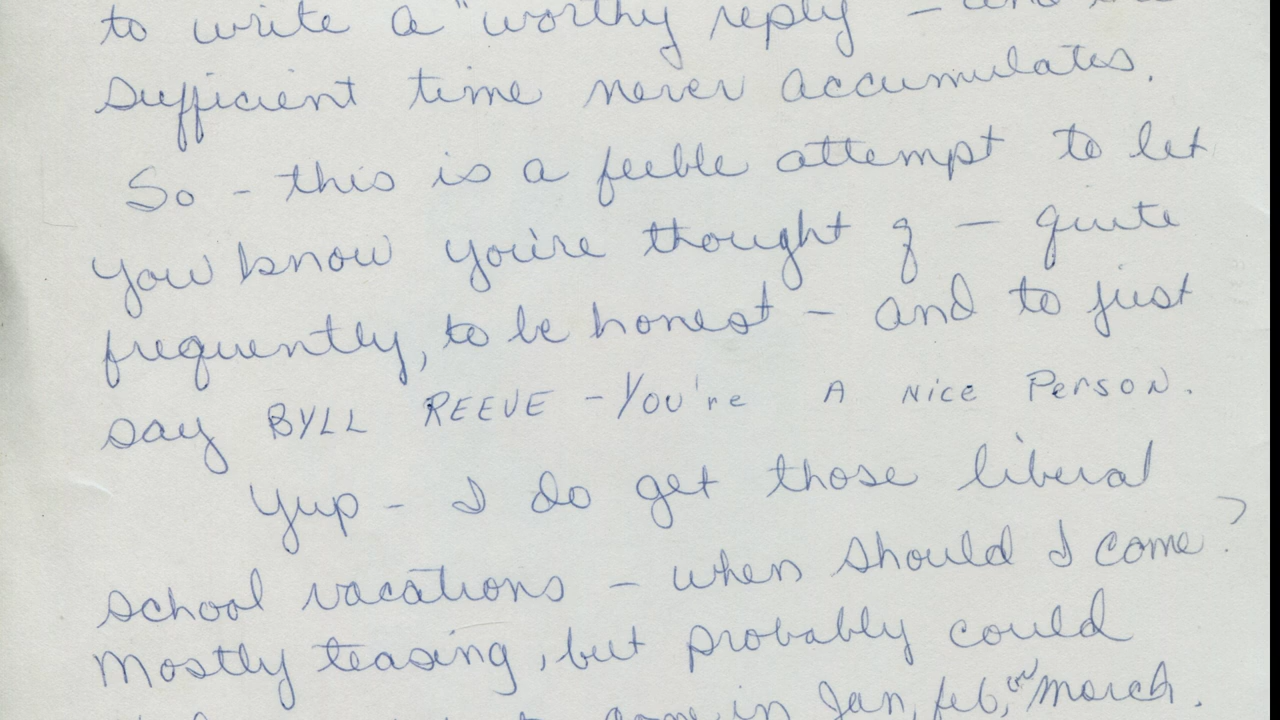 to write a "worthy reply – and the
sufficient time never accumulates.
So – this is a feeble attempt to let
you know you're thought of – quite
frequently, to be honest – and to just
say BYLL REEVE – You're A Nice Person.
Yup – I do get those liberal
school vacations – when should I come?
Mostly teasing, but probably could
in Jan, feb, or March.